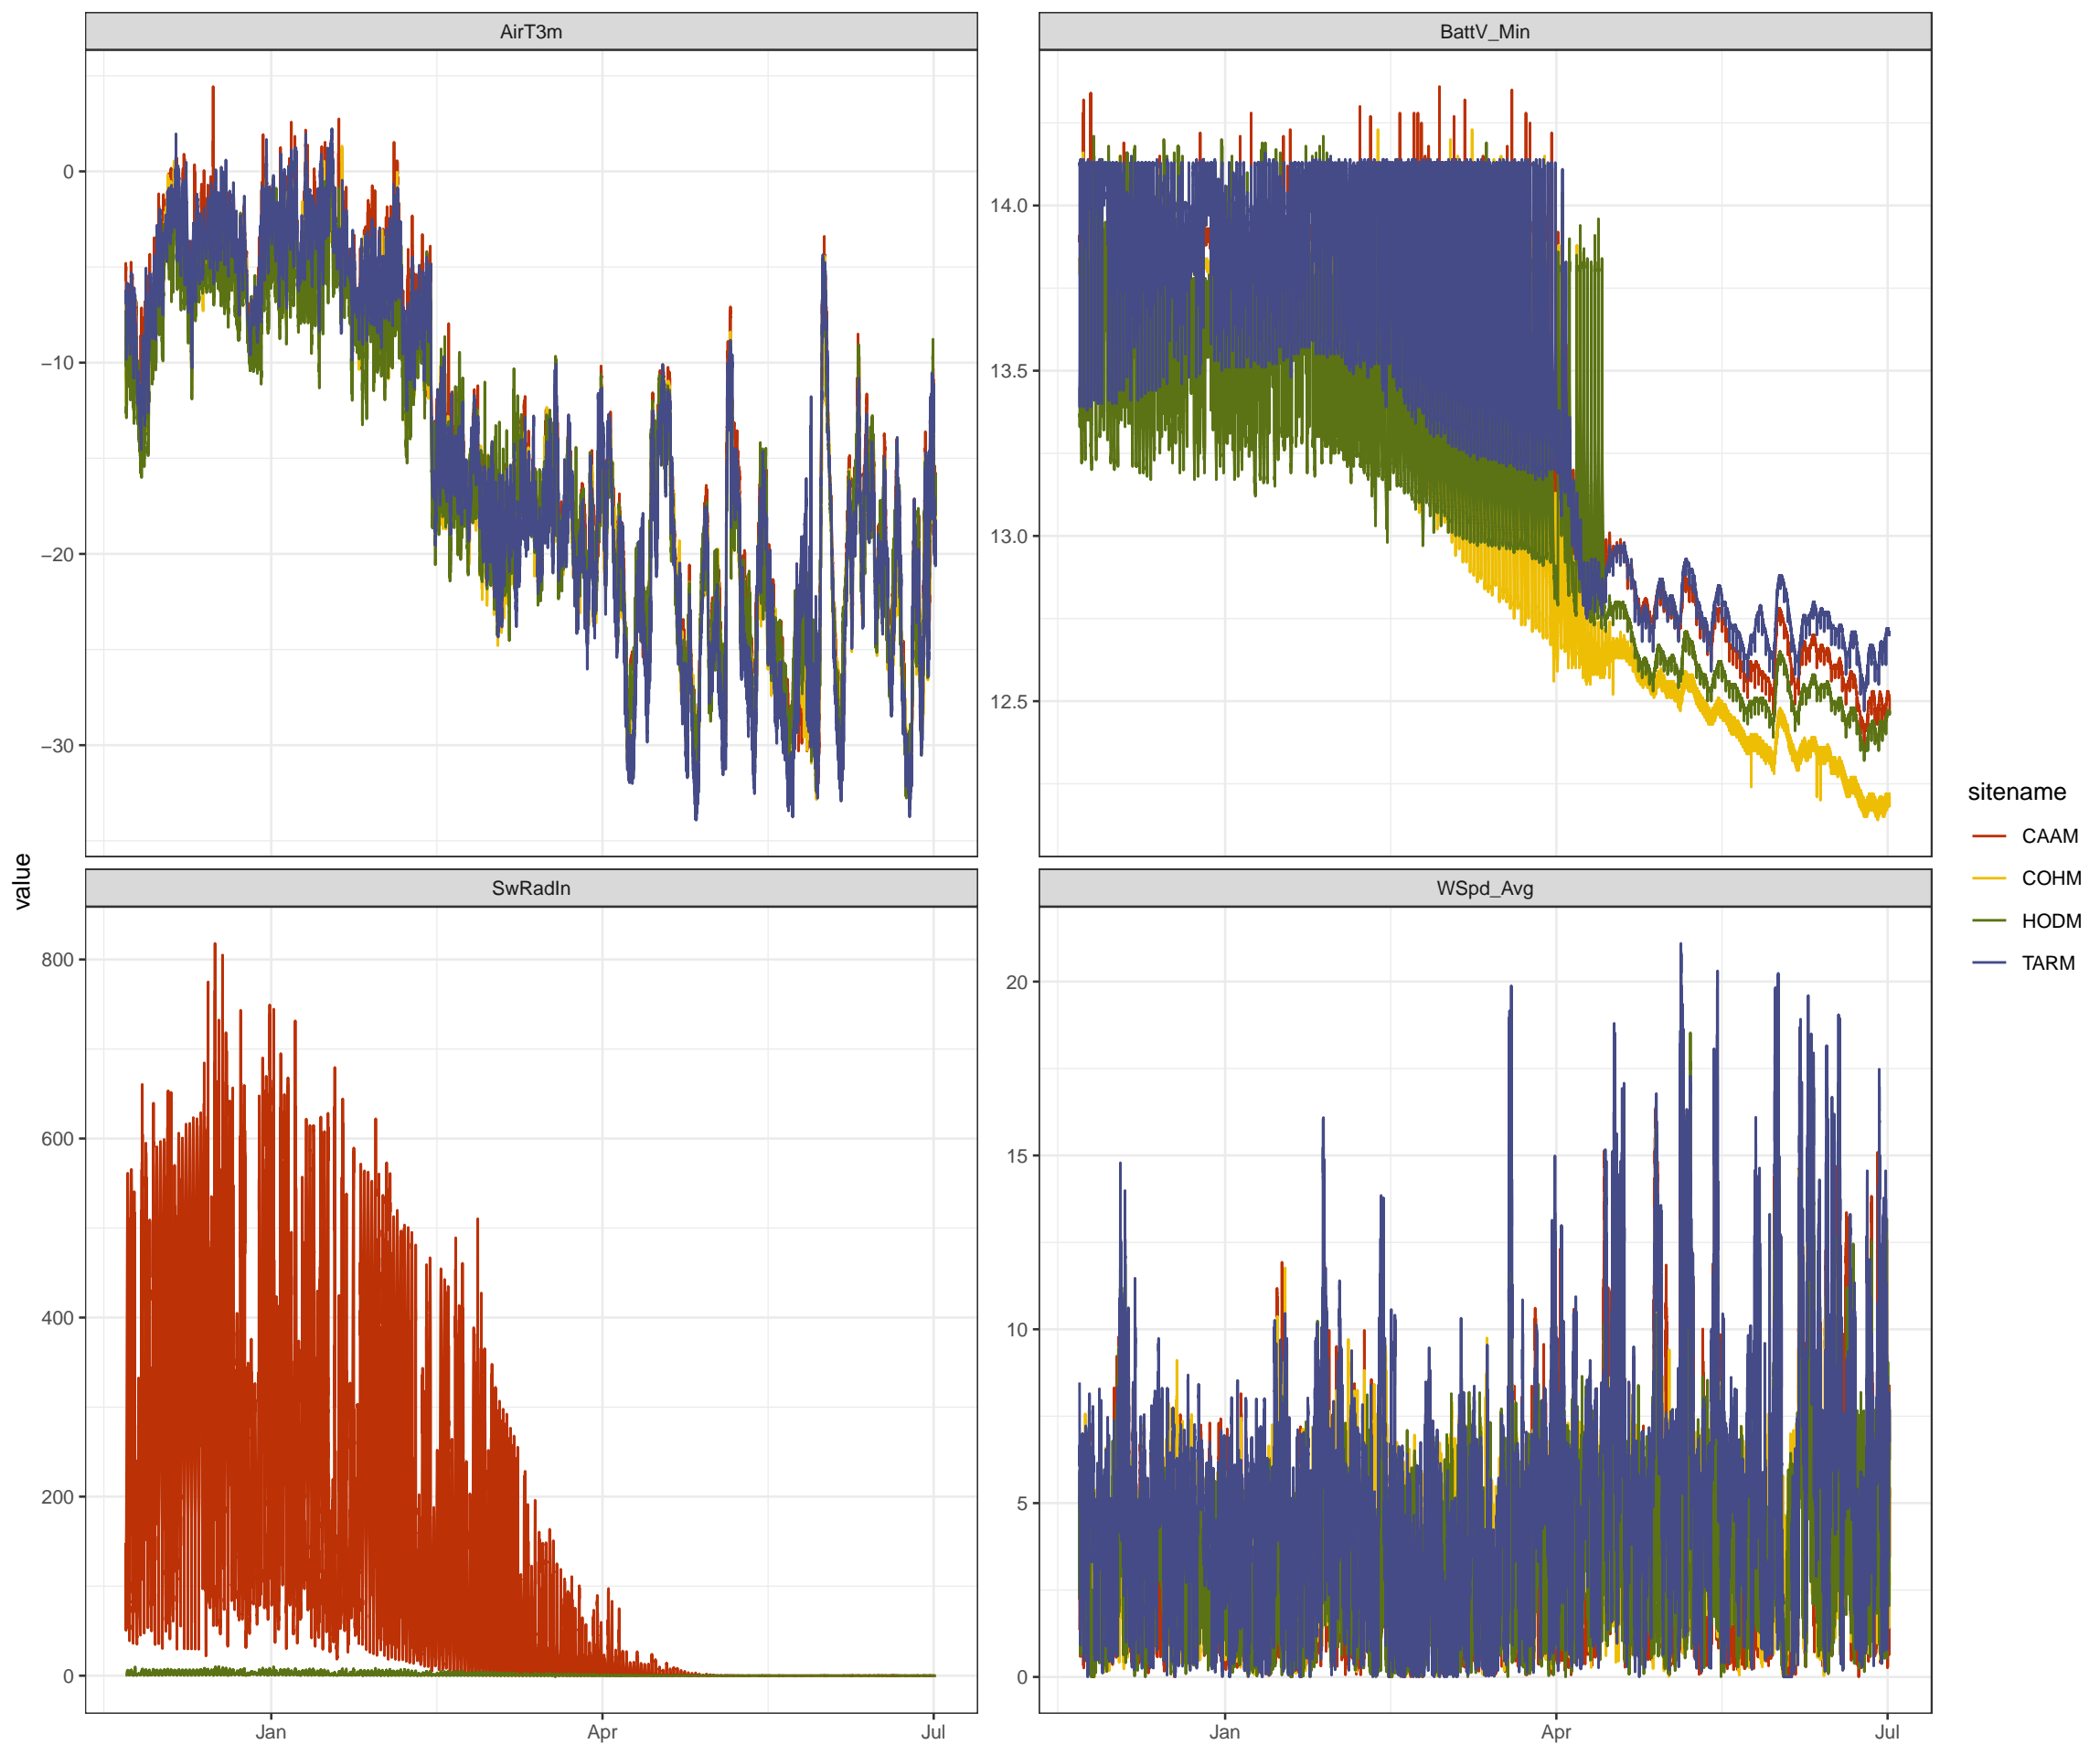 AirT3m
BattV_Min
0
−10
−20
−30
14.0
13.5
13.0
12.5
value
SwRadIn
WSpd_Avg
800
600
400
200
0
20
15
10
5
0
Jan Apr Jul
Jan Apr Jul
sitename
CAAM
COHM
HODM
TARM